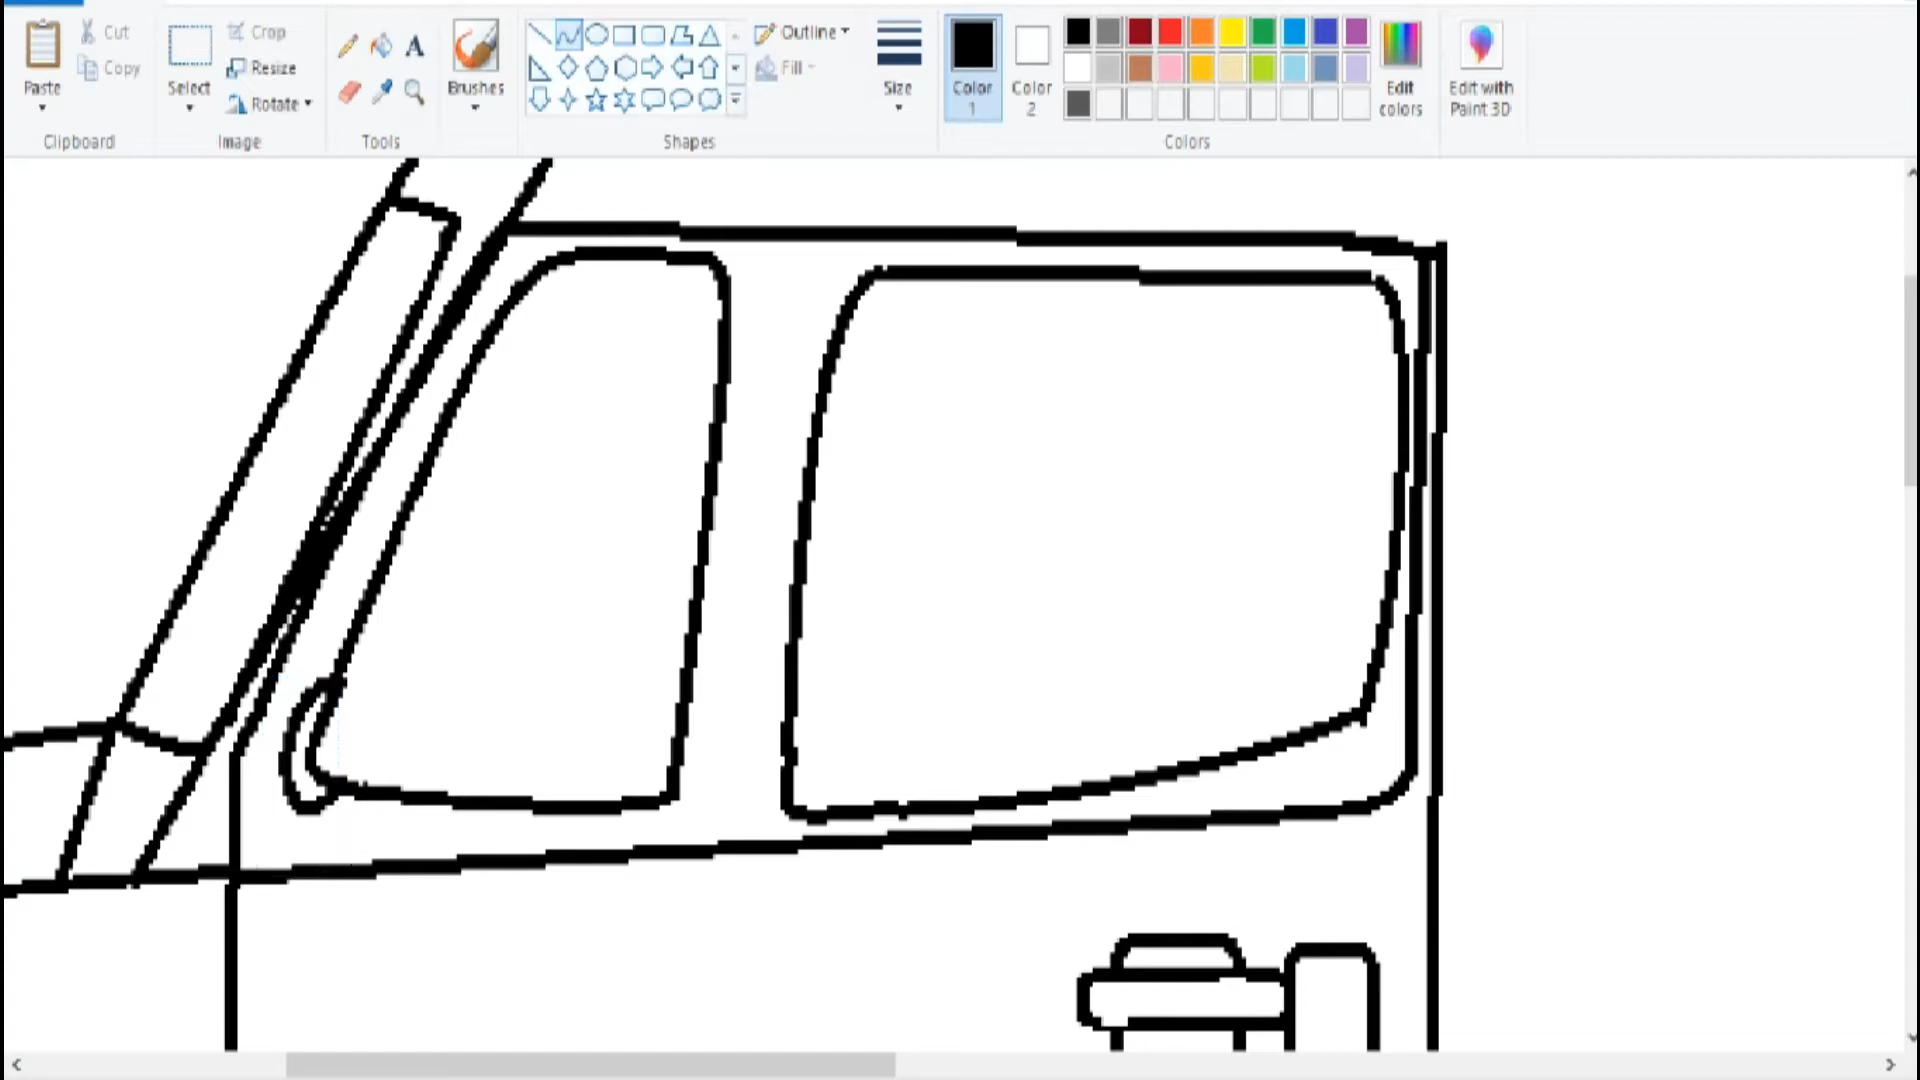 Paste
Cut
Copy
Clipboard
Select
Crop
Resize
Rotate
Image
A
Tools
Brushes
Outline
Fill
Shapes
Size
Color
1
Color
2
Edit
colors
Colors
Edit with
Paint 3D